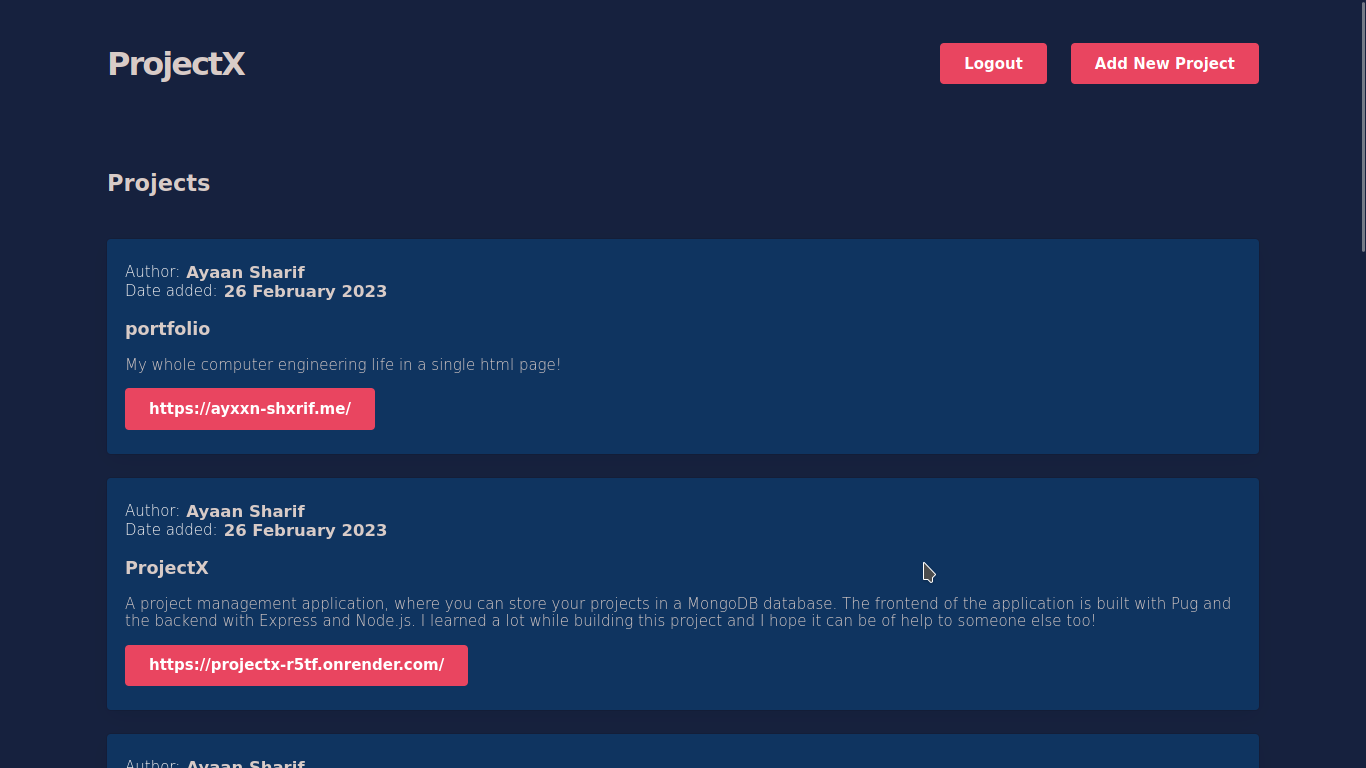 ProjectX
Logout
Add New Project
Projects
Author: Ayaan Sharif
Date added: 26 February 2023
portfolio
My whole computer engineering life in a single html page!
https://ayxxn-shxrif.me/
Author: Ayaan Sharif
Date added: 26 February 2023
ProjectX
A project management application, where you can store your projects in a MongoDB database. The frontend of the application is built with Pug and
the backend with Express and Node.js. I learned a lot while building this project and I hope it can be of help to someone else too!
https://projectx-r5tf.onrender.com/
Author: Ayaan Sharif